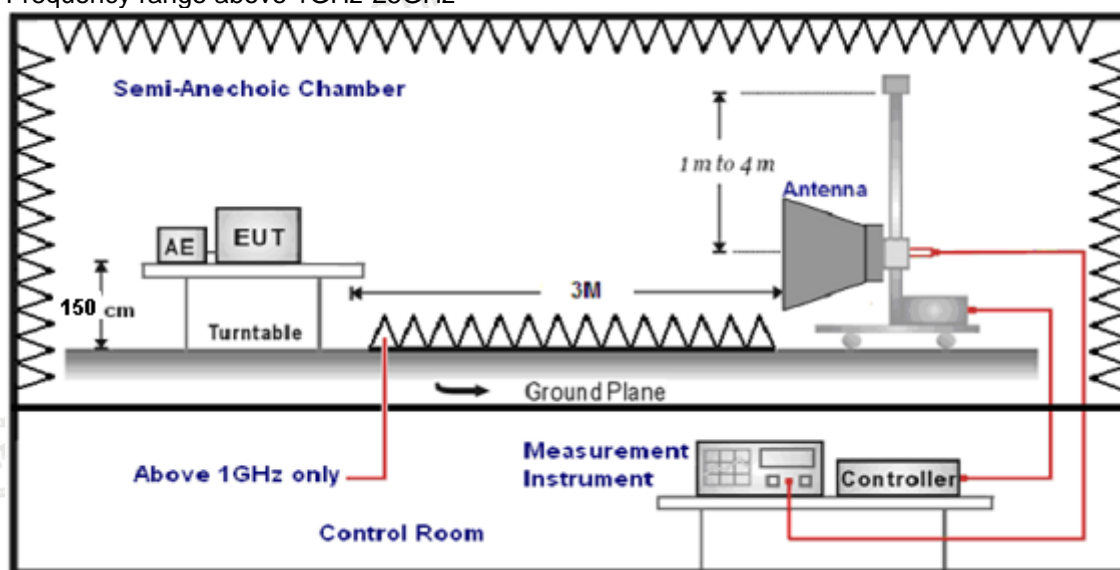 Frequency range above 1GHz-25GHz
Semi-Anechoic Chamber
1 m to 4 m
Antenna
AE
EUT
150 cm
3M
Turntable
Ground Plane
Above 1GHz only
Measurement
Instrument
Controller
Control Room